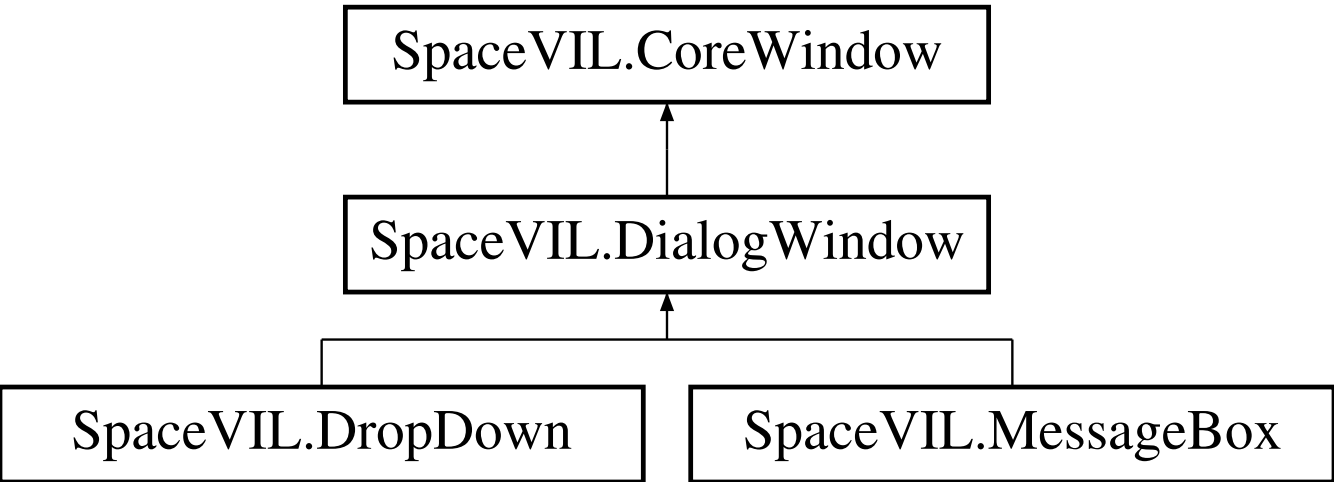 SpaceVIL.CoreWindow
SpaceVIL.DialogWindow
SpaceVIL.DropDown
SpaceVIL.MessageBox